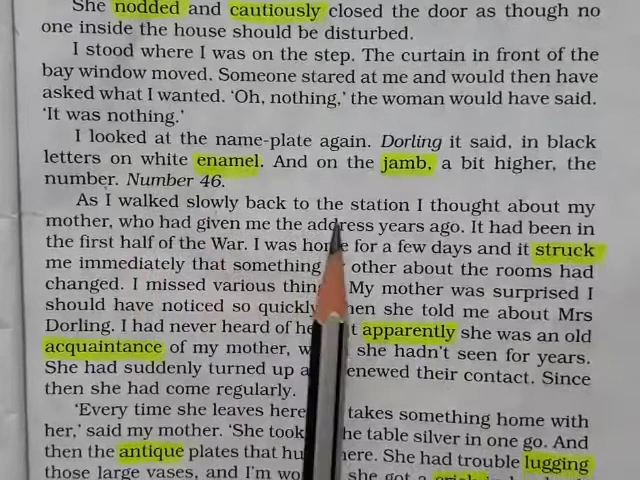 She nodded and cautiously closed the door as though no
one inside the house should be disturbed.
I stood where I was on the step. The curtain in front of the
bay window moved. Someone stared at me and would then have
asked what I wanted. ‘Oh, nothing,’ the woman would have said.
‘It was nothing.’
I looked at the name-plate again. Dorling it said, in black
letters on white enamel. And on the jamb, a bit higher, the
number. Number 46.
As I walked slowly back to the station I thought about my
mother, who had given me the address years ago. It had been in
the first half of the War. I was home for a few days and it struck
me immediately that something other about the rooms had
changed. I missed various My mother was surprised I
should have noticed so quickly she told me about Mrs
Dorling. I had never heard of apparently she was an old
acquaintance of my mother, she hadn’t seen for years.
She had suddenly turned up their contact. Since
then she had come regularly.
‘Every time she leaves here takes something home with
her,’ said my mother. ‘She took table silver in one go. And
then the antique plates that She had trouble lugging
those large vases, and I’m she got a